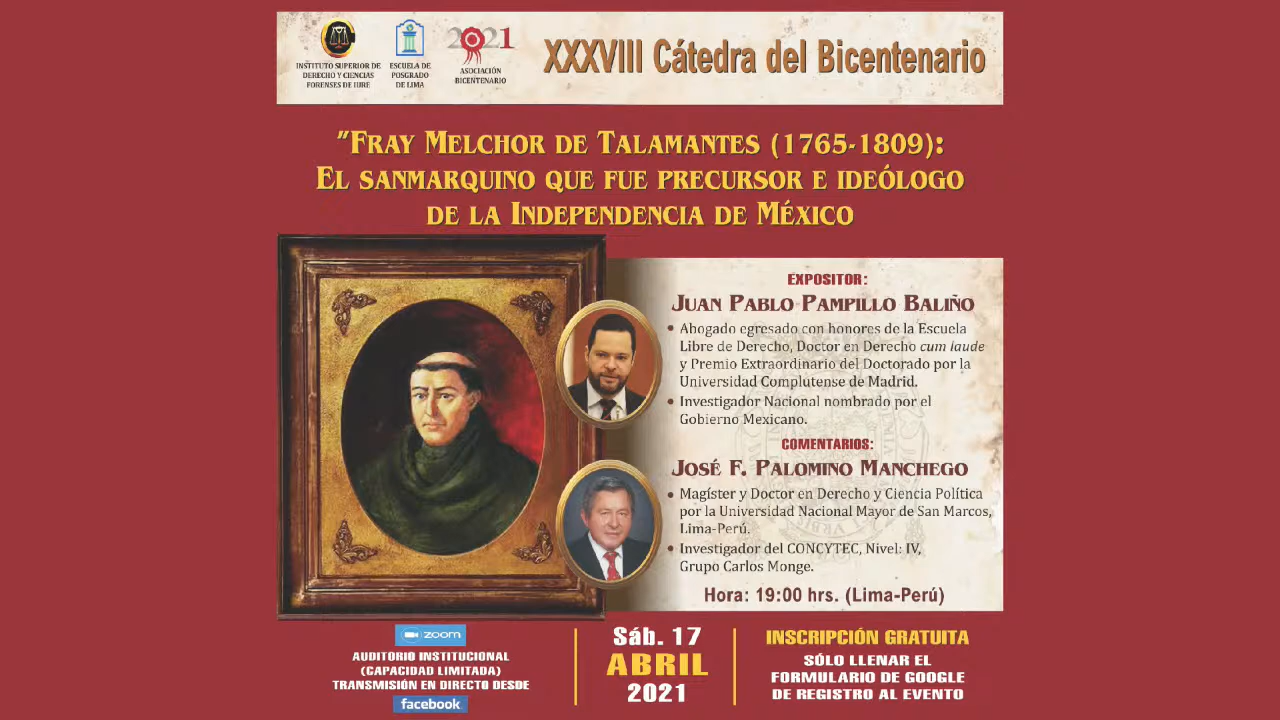 INSTITUTO SUPERIOR DE
DERECHO Y CIENCIAS
FORENSES DE IURE
ESCUELA DE
POSGRADO
DE LIMA
2021
ASOCIACIÓN
BICENTENARIO
XXXVIII Cátedra del Bicentenario
"FRAY MELCHOR DE TALAMANTES (1765-1809):
EL SANMARQUINO QUE FUE PRECURSOR E IDEÓLOGO
DE LA INDEPENDENCIA DE MÉXICO
EXPOSITOR:
JUAN PABLO PAMPILLO BALIÑO
• Abogado egresado con honores de la Escuela
Libre de Derecho, Doctor en Derecho cum laude
y Premio Extraordinario del Doctorado por la
Universidad Complutense de Madrid.
• Investigador Nacional nombrado por el
Gobierno Mexicano.
COMENTARIOS:
JOSÉ F. PALOMINO MANCHEGO
• Magíster y Doctor en Derecho y Ciencia Política
por la Universidad Nacional Mayor de San Marcos,
Lima-Perú.
• Investigador del CONCYTEC, Nivel: IV,
Grupo Carlos Monge.
Hora: 19:00 hrs. (Lima-Perú)
zoom
AUDITORIO INSTITUCIONAL
(CAPACIDAD LIMITADA)
TRANSMISIÓN EN DIRECTO DESDE
facebook
Sáb. 17
ABRIL
2021
INSCRIPCIÓN GRATUITA
SÓLO LLENAR EL
FORMULARIO DE GOOGLE
DE REGISTRO AL EVENTO